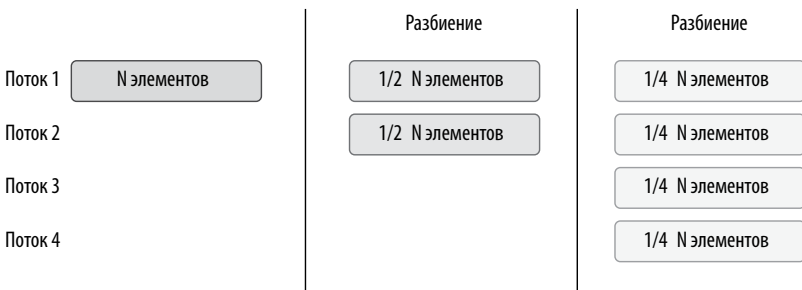 Разбиение Разбиение
Поток 1 N элементов 1/2 N элементов 1/4 N элементов
Поток 2 1/2 N элементов 1/4 N элементов
Поток 3 1/4 N элементов
Поток 4 1/4 N элементов